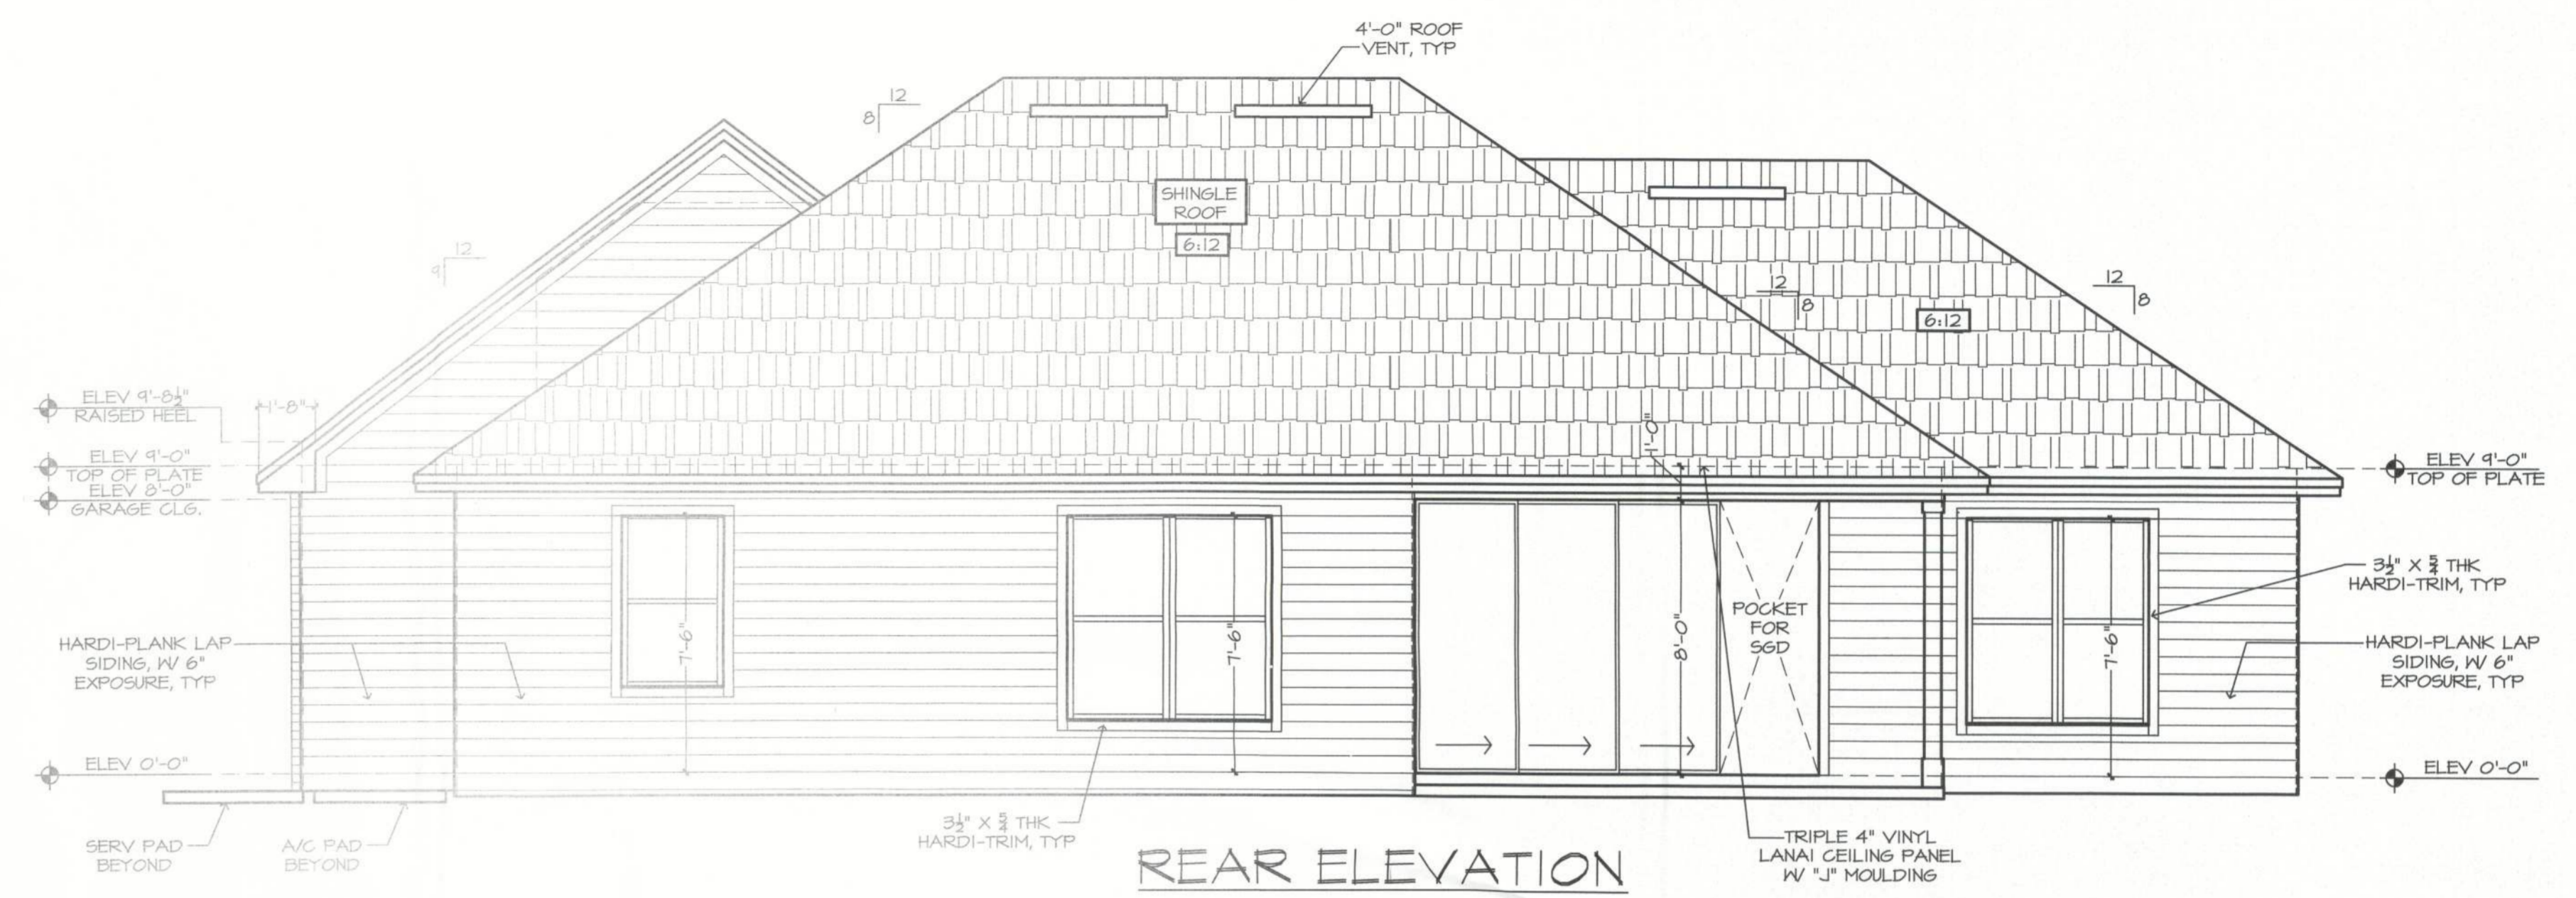 4'-0" ROOF
VENT, TYP
12
8
12
9
SHINGLE
ROOF
6:12
12
8
6:12
12
8
ELEV 9'-8½"
RAISED HEEL
1'-8"
ELEV 9'-0"
TOP OF PLATE
ELEV 8'-0"
GARAGE CLG.
1'-0"
ELEV 9'-0"
TOP OF PLATE
HARDI-PLANK LAP
SIDING, W/ 6"
EXPOSURE, TYP
7'-6"
7'-6"
8'-0"
POCKET
FOR
SGD
7'-6"
3½" X 5/4 THK
HARDI-TRIM, TYP
HARDI-PLANK LAP
SIDING, W/ 6"
EXPOSURE, TYP
ELEV 0'-0"
ELEV 0'-0"
SERV PAD
BEYOND
A/C PAD
BEYOND
3½" X 5/4 THK
HARDI-TRIM, TYP
TRIPLE 4" VINYL
LANAI CEILING PANEL
W/ "J" MOULDING
REAR ELEVATION